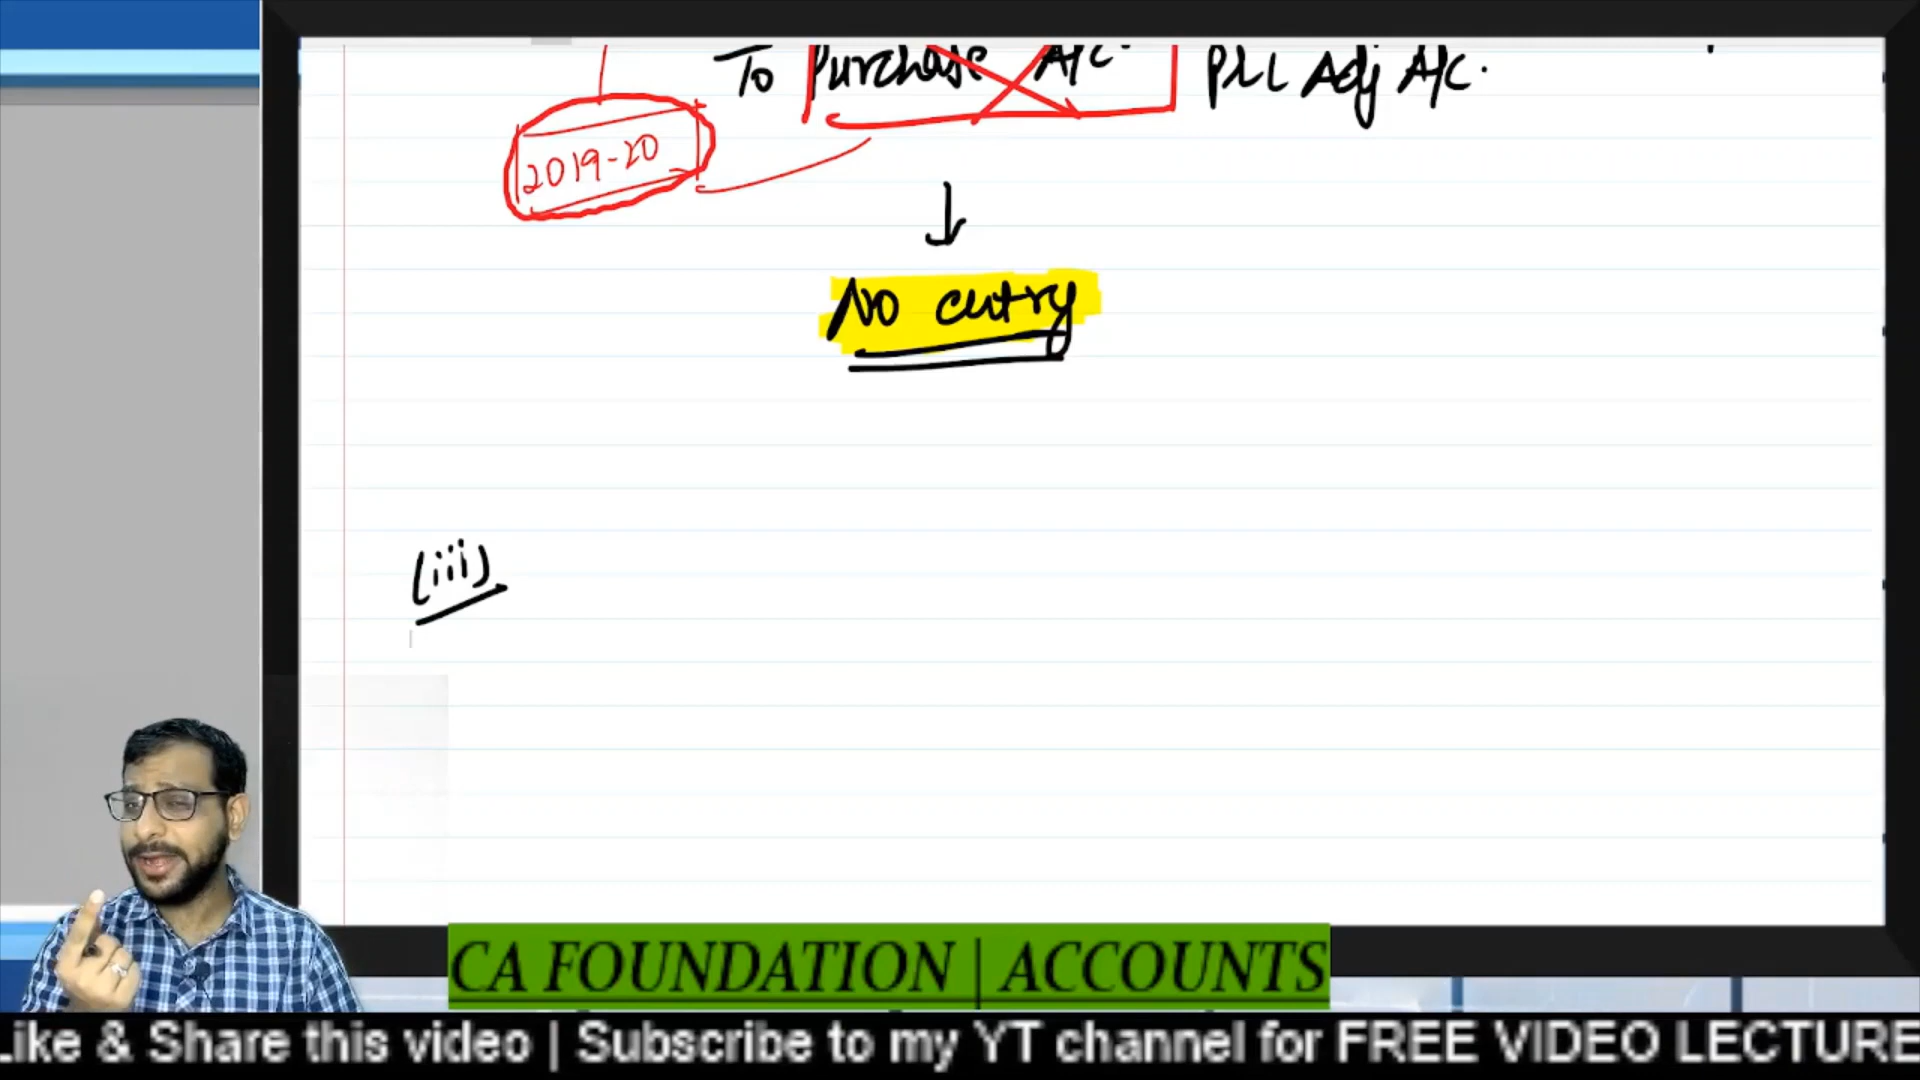 To Purchase A/c. P&L Adj A/c.
2019-20
No entry
(iii)
CA FOUNDATION | ACCOUNTS
Like & Share this video | Subscribe to my YT channel for FREE VIDEO LECTURE